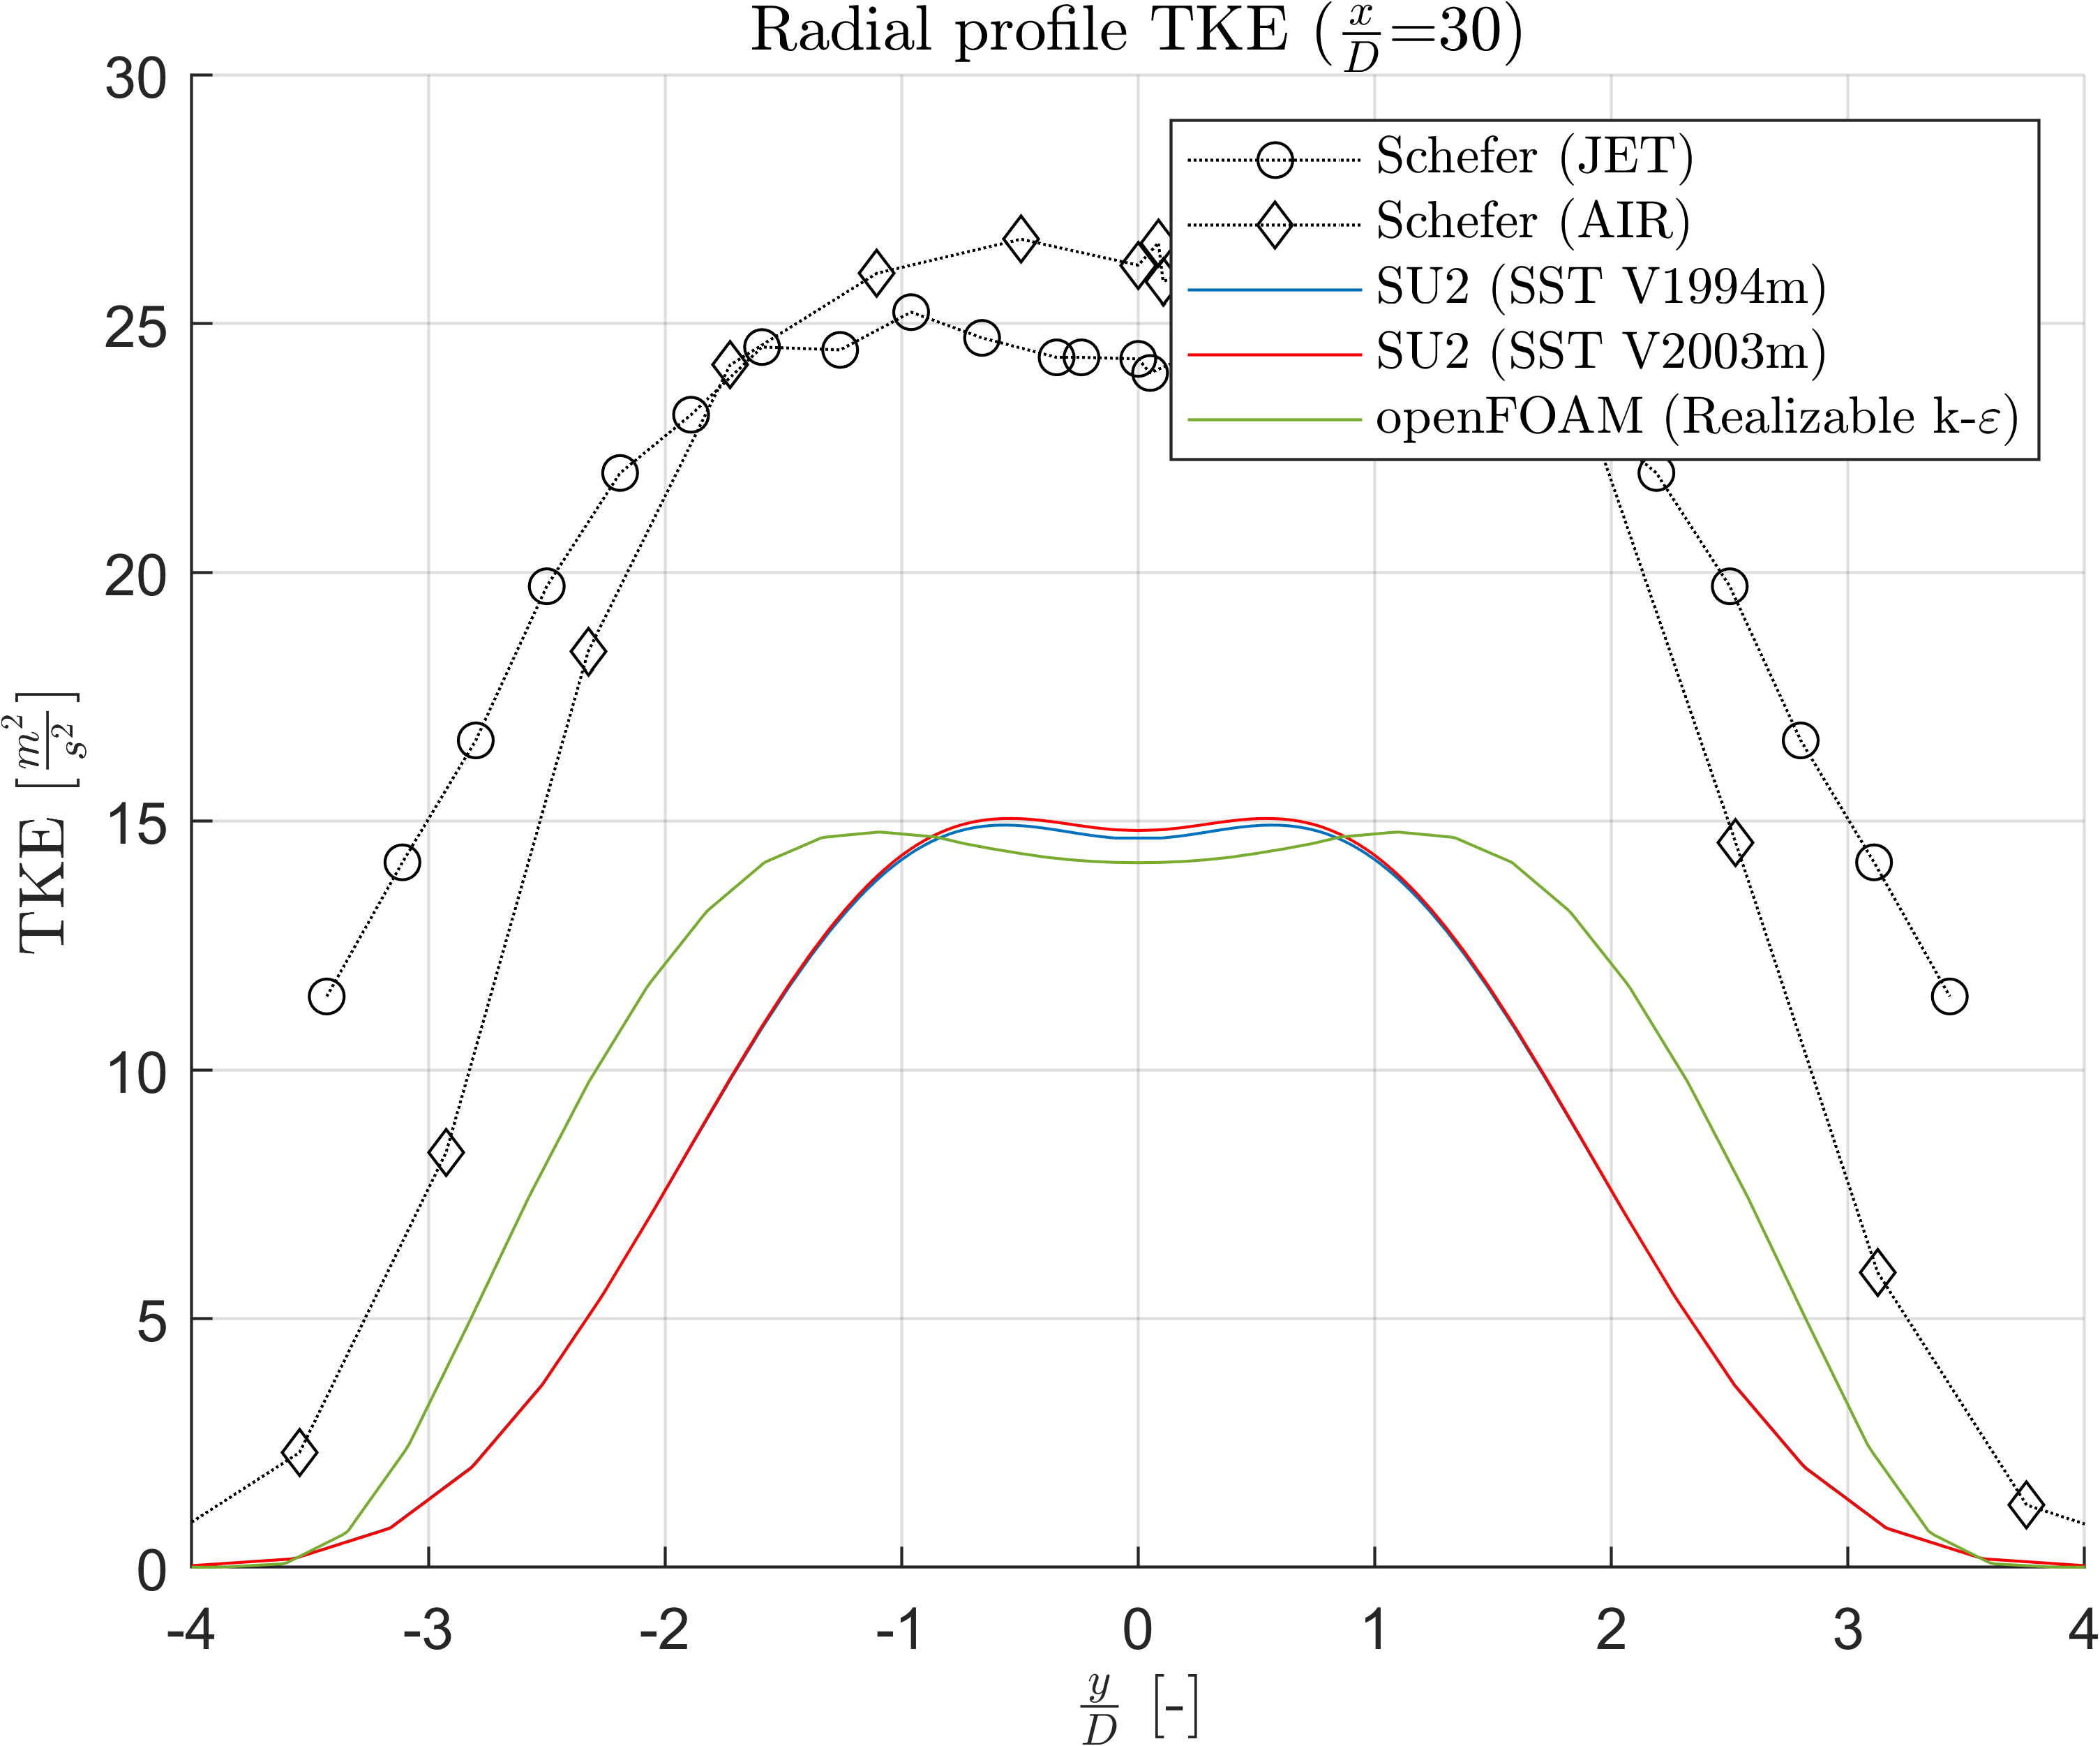 Radial profile TKE (x/D=30)
30
25
20
15
10
5
0
TKE [m²/s²]
Schefer (JET)
Schefer (AIR)
SU2 (SST V1994m)
SU2 (SST V2003m)
openFOAM (Realizable k-ε)
-4 -3 -2 -1 0 1 2 3 4
y/D [-]